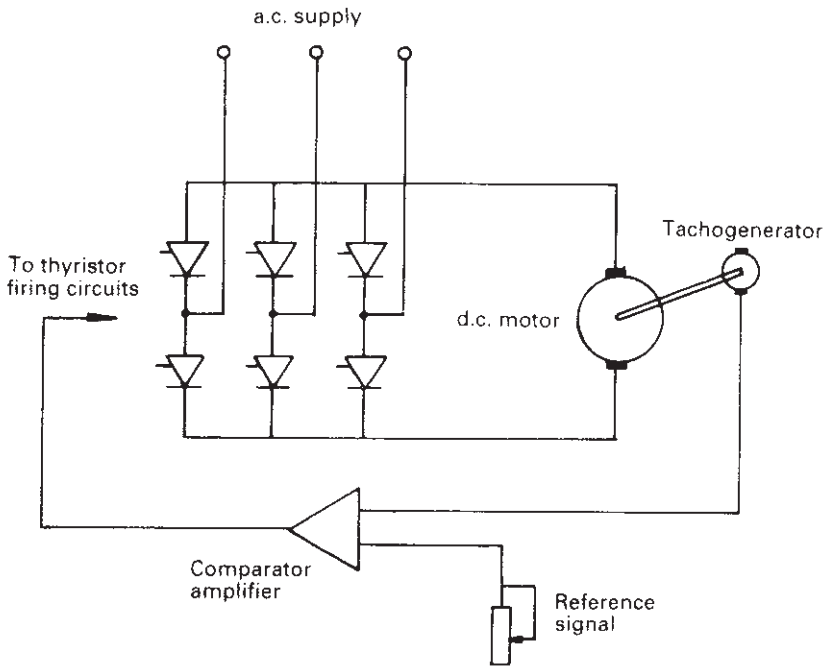 a.c. supply
Tachogenerator
To thyristor
firing circuits
d.c. motor
Comparator
amplifier
Reference
signal